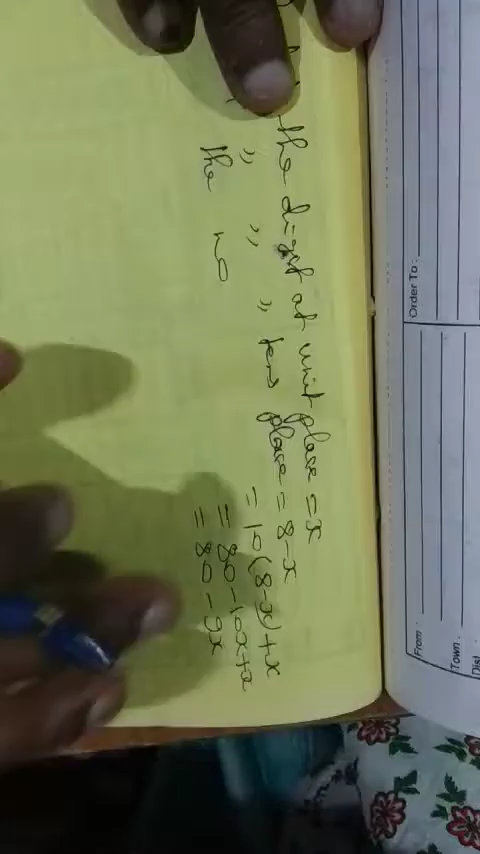 the digit at unit place = x
" " " tens place = 8-x
the no = 10(8-x)+x
= 80-10x+x
= 80-9x
Order To :
From :
Town :
Dist